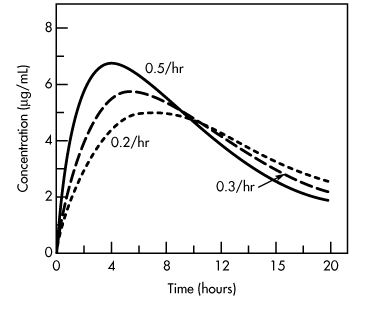 8
6
4
2
0
Concentration (μg/mL)
0.5/hr
0.2/hr
0.3/hr
0 4 8 12 15 20
Time (hours)